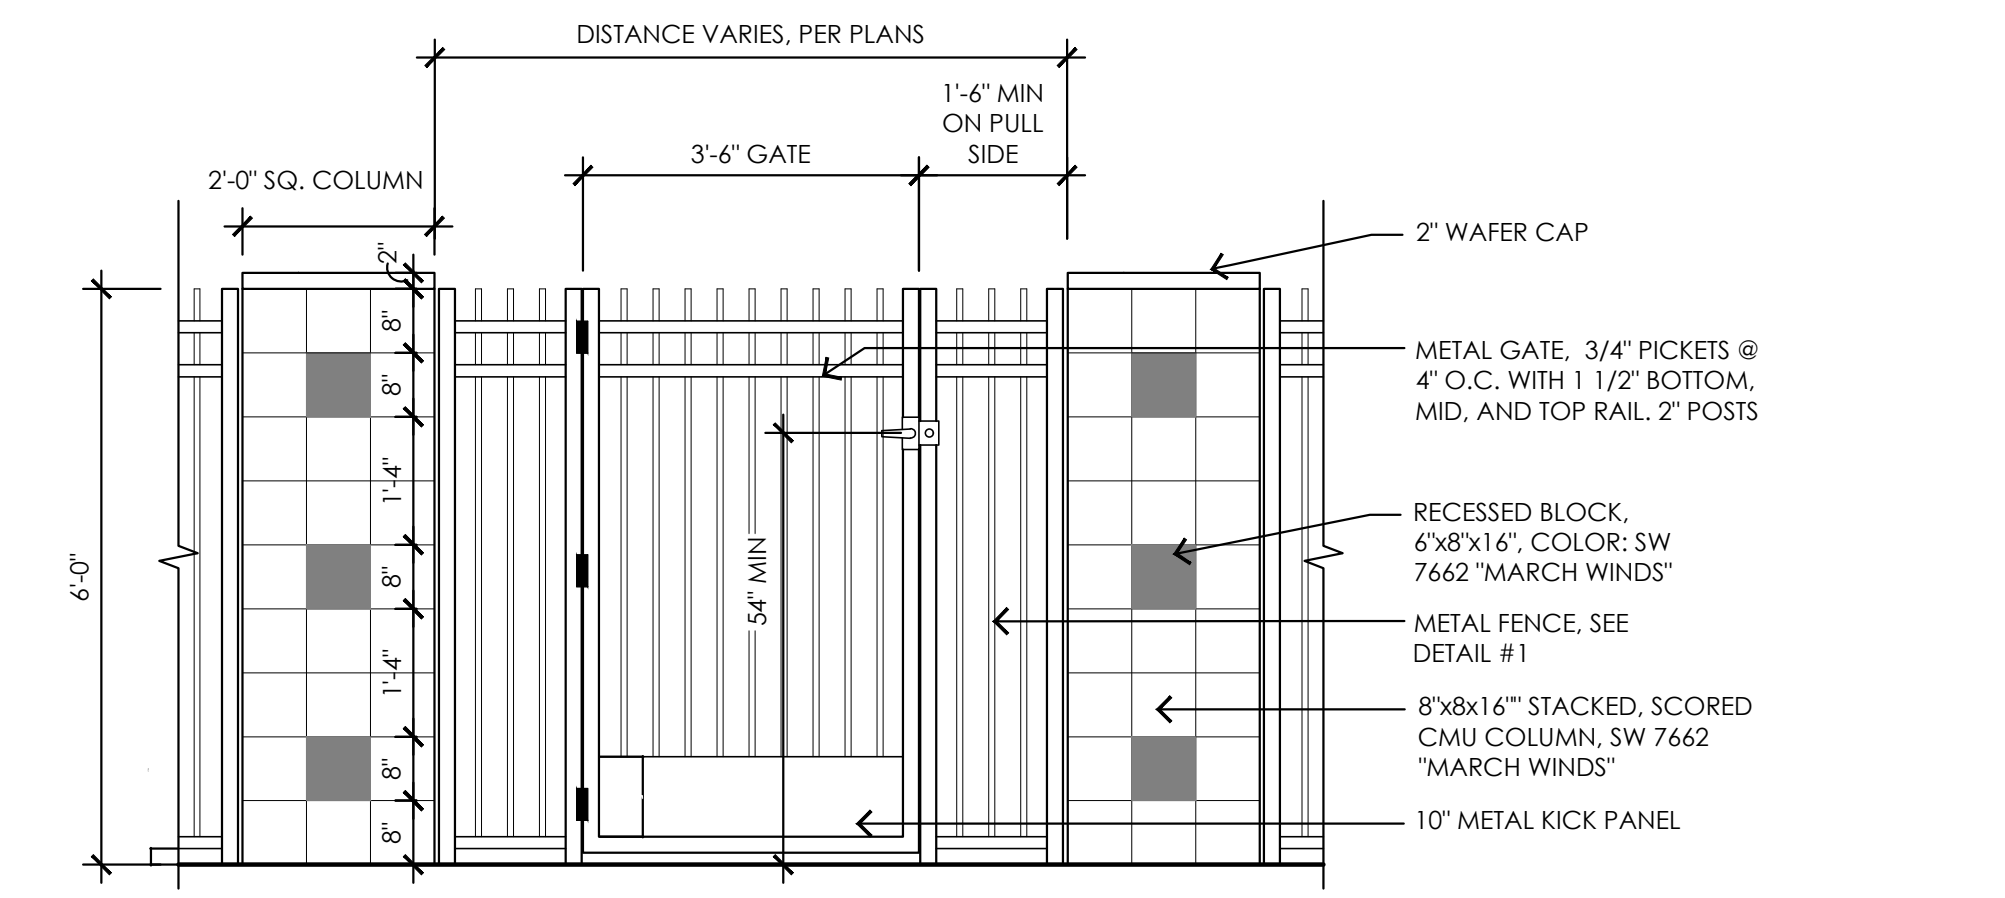 DISTANCE VARIES, PER PLANS
1'-6" MIN
ON PULL
SIDE
3'-6" GATE
2'-0" SQ. COLUMN
2"
8"
8"
1'-4"
8"
1'-4"
8"
8"
6'-0"
54" MIN
2" WAFER CAP
METAL GATE, 3/4" PICKETS @
4" O.C. WITH 1 1/2" BOTTOM,
MID, AND TOP RAIL. 2" POSTS
RECESSED BLOCK,
6"x8"x16", COLOR: SW
7662 "MARCH WINDS"
METAL FENCE, SEE
DETAIL #1
8"x8x16"" STACKED, SCORED
CMU COLUMN, SW 7662
"MARCH WINDS"
10" METAL KICK PANEL